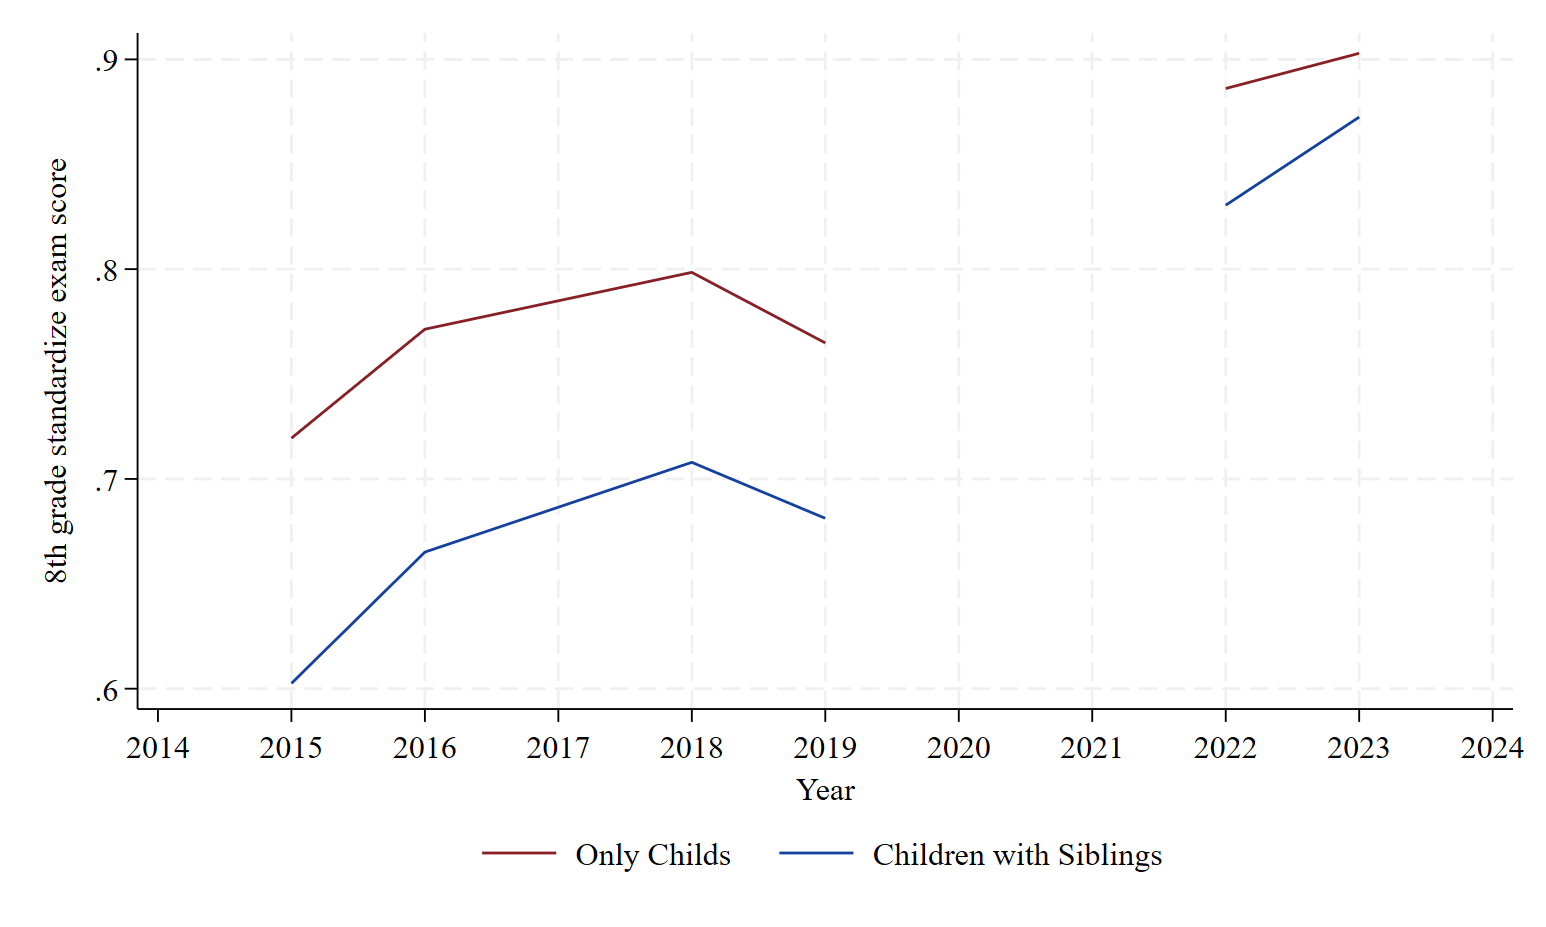 8th grade standardize exam score
.9
.8
.7
.6
2014 2015 2016 2017 2018 2019 2020 2021 2022 2023 2024
Year
Only Childs Children with Siblings